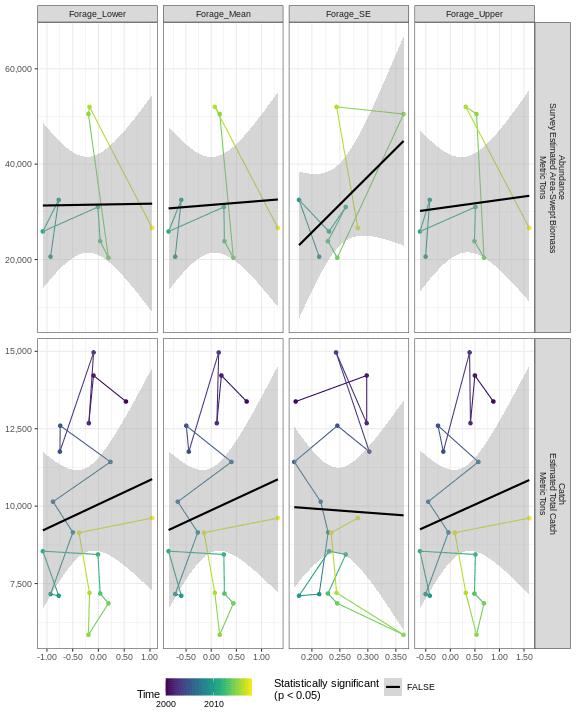 Forage_Lower Forage_Mean Forage_SE Forage_Upper
60,000
40,000
20,000
Abundance
Survey Estimated Area-Swept Biomass
Metric Tons
15,000
12,500
10,000
7,500
Catch
Estimated Total Catch
Metric Tons
-1.00 -0.50 0.00 0.50 1.00 -0.50 0.00 0.50 1.00 0.200 0.250 0.300 0.350 -0.50 0.00 0.50 1.00 1.50
Time
2000 2010
Statistically significant
(p < 0.05)
FALSE